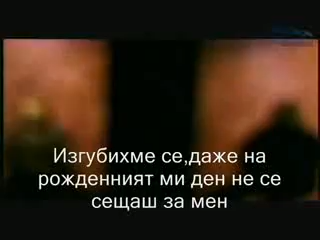 Изгубихме се,даже на
рожденният ми ден не се
сещаш за мен